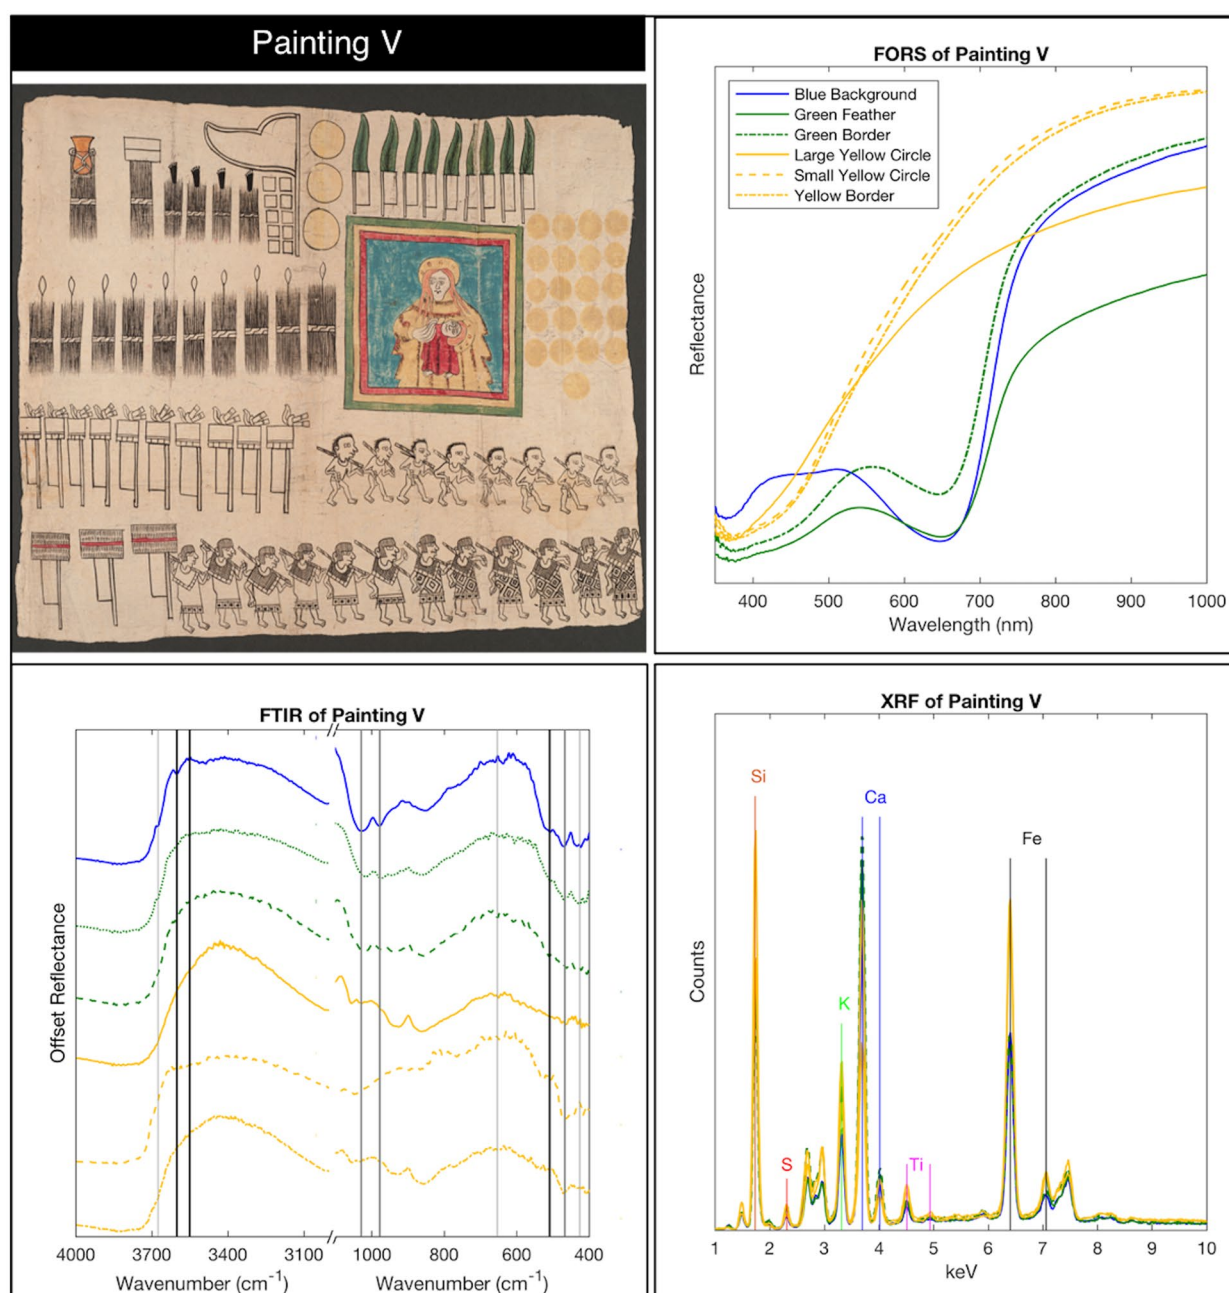 Painting V
FORS of Painting V
Blue Background
Green Feather
Green Border
Large Yellow Circle
Small Yellow Circle
Yellow Border
Reflectance
400 500 600 700 800 900 1000
Wavelength (nm)
FTIR of Painting V
Offset Reflectance
4000 3700 3400 3100 1000 800 600 400
Wavenumber (cm⁻¹) Wavenumber (cm⁻¹)
XRF of Painting V
Si
Ca
Fe
K
S
Ti
Counts
1 2 3 4 5 6 7 8 9 10
keV